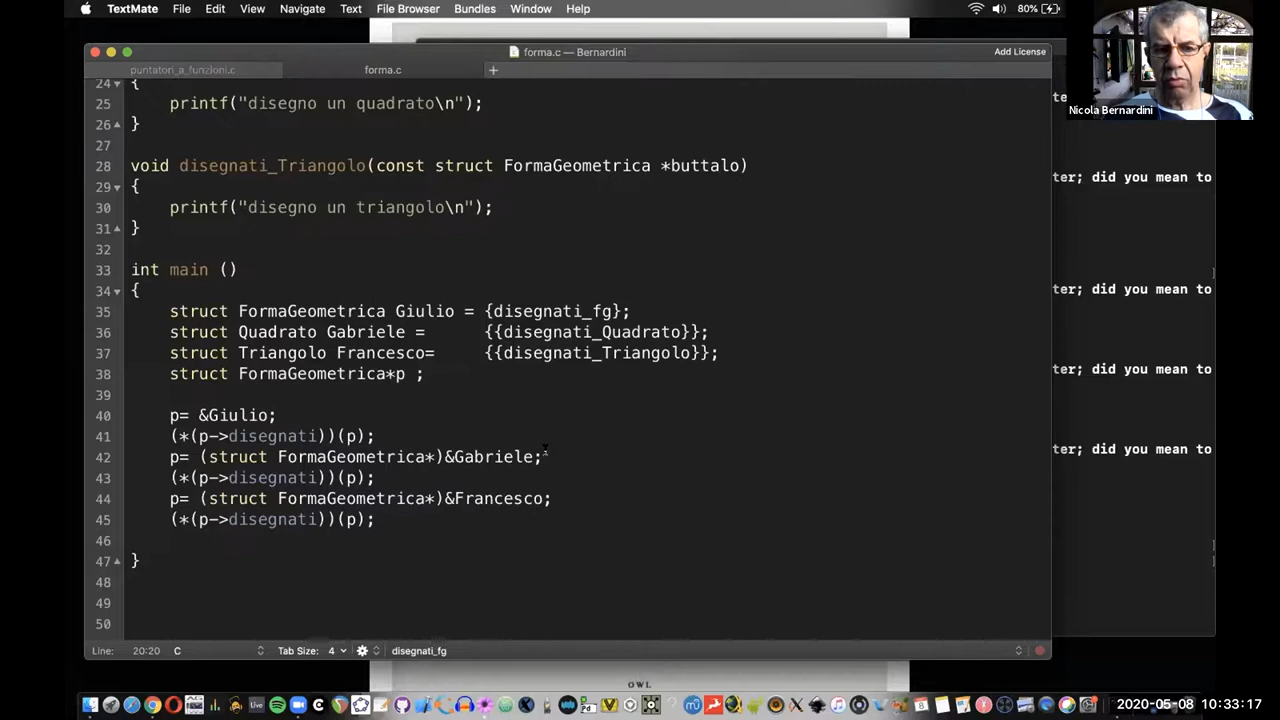 TextMate File Edit View Navigate Text File Browser Bundles Window Help
80%
forma.c — Bernardini
Add License
puntatori_a_funzioni.c
forma.c
Nicola Bernardini
24 {
25 printf("disegno un quadrato\n");
26 }
27
28 void disegnati_Triangolo(const struct FormaGeometrica *buttalo)
29 {
30 printf("disegno un triangolo\n");
31 }
32
33 int main ()
34 {
35 struct FormaGeometrica Giulio = {disegnati_fg};
36 struct Quadrato Gabriele = {{disegnati_Quadrato}};
37 struct Triangolo Francesco= {{disegnati_Triangolo}};
38 struct FormaGeometrica*p ;
39
40 p= &Giulio;
41 (*(p->disegnati))(p);
42 p= (struct FormaGeometrica*)&Gabriele;
43 (*(p->disegnati))(p);
44 p= (struct FormaGeometrica*)&Francesco;
45 (*(p->disegnati))(p);
46
47 }
48
49
50
ter; did you mean to
ter; did you mean to
ter; did you mean to
ter; did you mean to
Line: 20:20 C Tab Size: 4 disegnati_fg
OWL
Live
Pd
8
2020-05-08 10:33:17